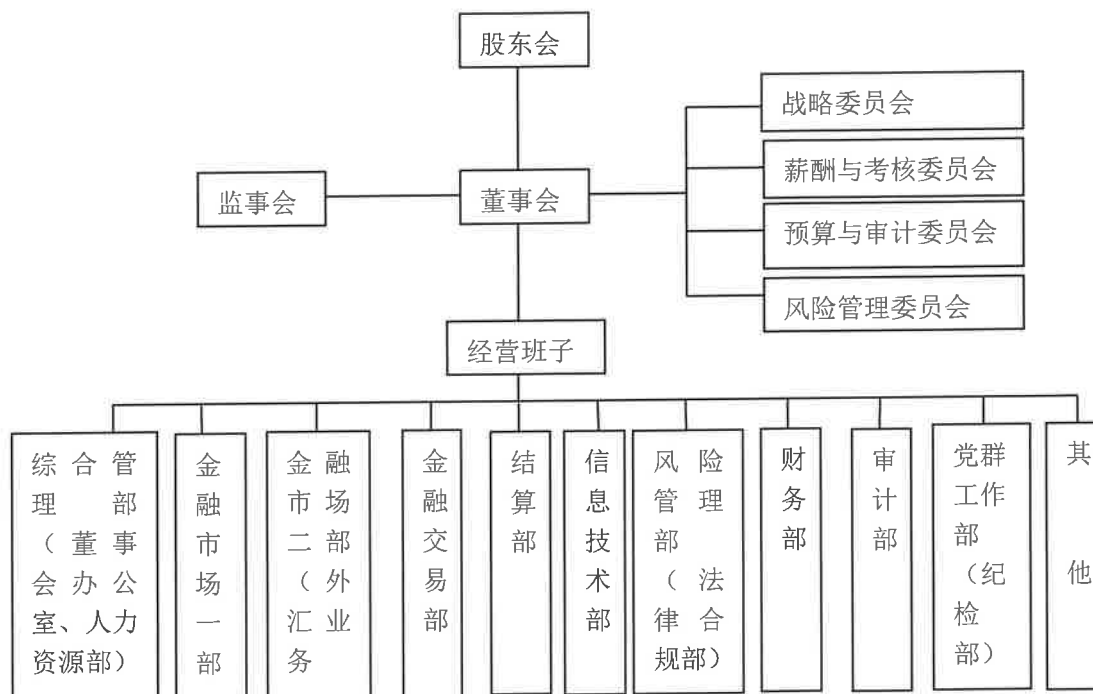 股东会
战略委员会
薪酬与考核委员会
监事会
董事会
预算与审计委员会
风险管理委员会
经营班子
综合管
理部
（董事
会办公
室、人力
资源部）
金
融
市
场
一
部
金融
市场
二部
（外
汇业
务
金
融
交
易
部
结
算
部
信
息
技
术
部
风险
管理
部
（法
律合
规部）
财
务
部
审
计
部
党群
工作
部
（纪
检
部）
其
他